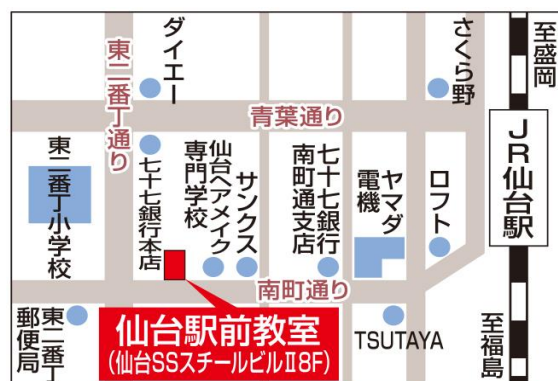 ダイエー
さくら野
至盛岡
東二番丁通り
青葉通り
JR仙台駅
東二番丁小学校
七十七銀行本店
仙台ヘアメイク
専門学校
サンクス
七十七銀行
南町通支店
ヤマダ
電機
ロフト
南町通り
東二番丁
郵便局
仙台駅前教室
(仙台SSスチールビルⅡ8F)
TSUTAYA
至福島